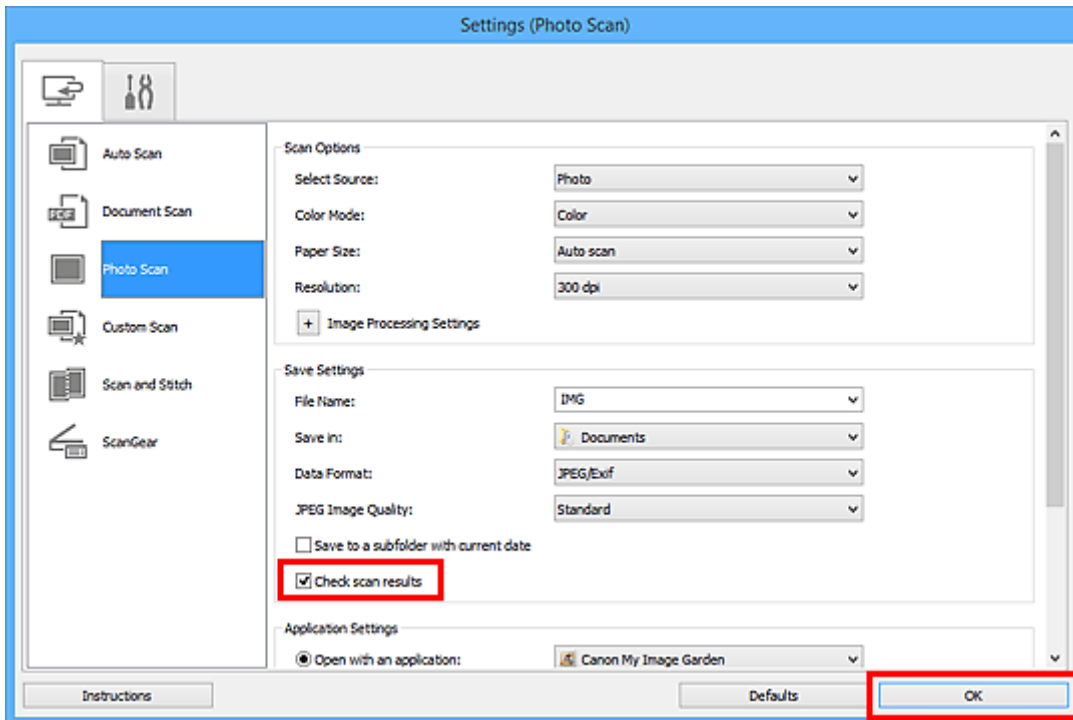 Settings (Photo Scan)
Auto Scan
PDF
Document Scan
Photo Scan
Custom Scan
Scan and Stitch
ScanGear
Scan Options
Select Source: Photo
Color Mode: Color
Paper Size: Auto scan
Resolution: 300 dpi
+ Image Processing Settings
Save Settings
File Name: IMG
Save in: Documents
Data Format: JPEG/Exif
JPEG Image Quality: Standard
Save to a subfolder with current date
Check scan results
Application Settings
Open with an application: Canon My Image Garden
Instructions Defaults OK